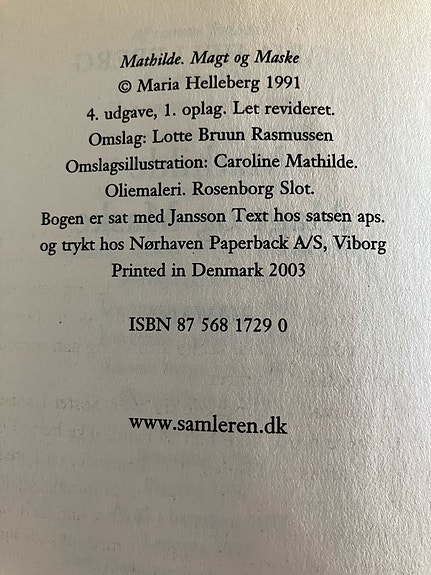 Mathilde. Magt og Maske
© Maria Helleberg 1991
4. udgave, 1. oplag. Let revideret.
Omslag: Lotte Bruun Rasmussen
Omslagsillustration: Caroline Mathilde.
Oliemaleri. Rosenborg Slot.
Bogen er sat med Jansson Text hos satsen aps.
og trykt hos Nørhaven Paperback A/S, Viborg
Printed in Denmark 2003
ISBN 87 568 1729 0
www.samleren.dk